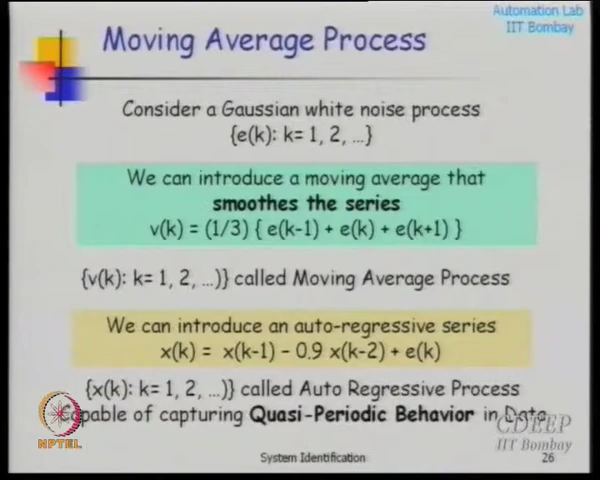 Automation Lab
IIT Bombay
Moving Average Process
Consider a Gaussian white noise process
{e(k): k= 1, 2, ...}
We can introduce a moving average that
smoothes the series
v(k) = (1/3) { e(k-1) + e(k) + e(k+1) }
{v(k): k= 1, 2, ...)} called Moving Average Process
We can introduce an auto-regressive series
x(k) = x(k-1) - 0.9 x(k-2) + e(k)
{x(k): k= 1, 2, ...)} called Auto Regressive Process
Capable of capturing Quasi-Periodic Behavior in Data
NPTEL
CDEEP
IIT Bombay
System Identification
26